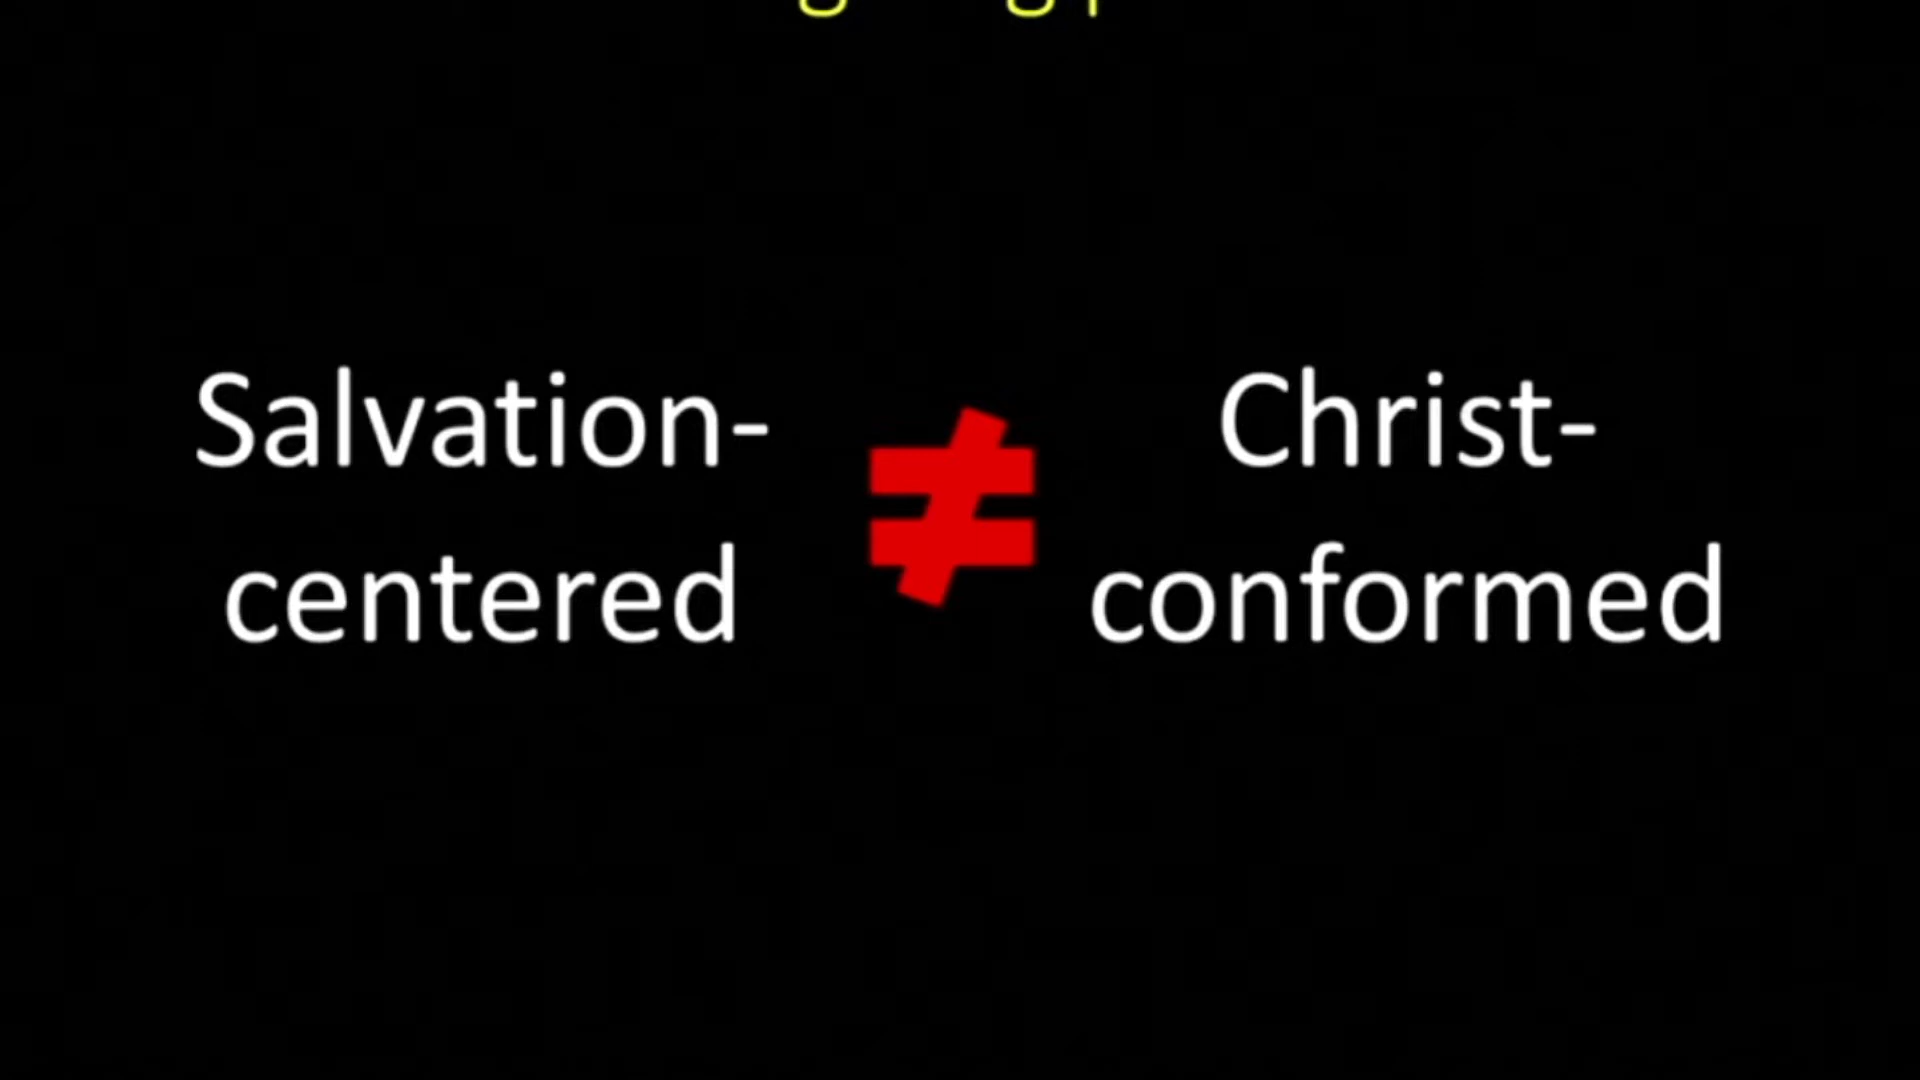 Salvation- ≠ Christ-
centered conformed